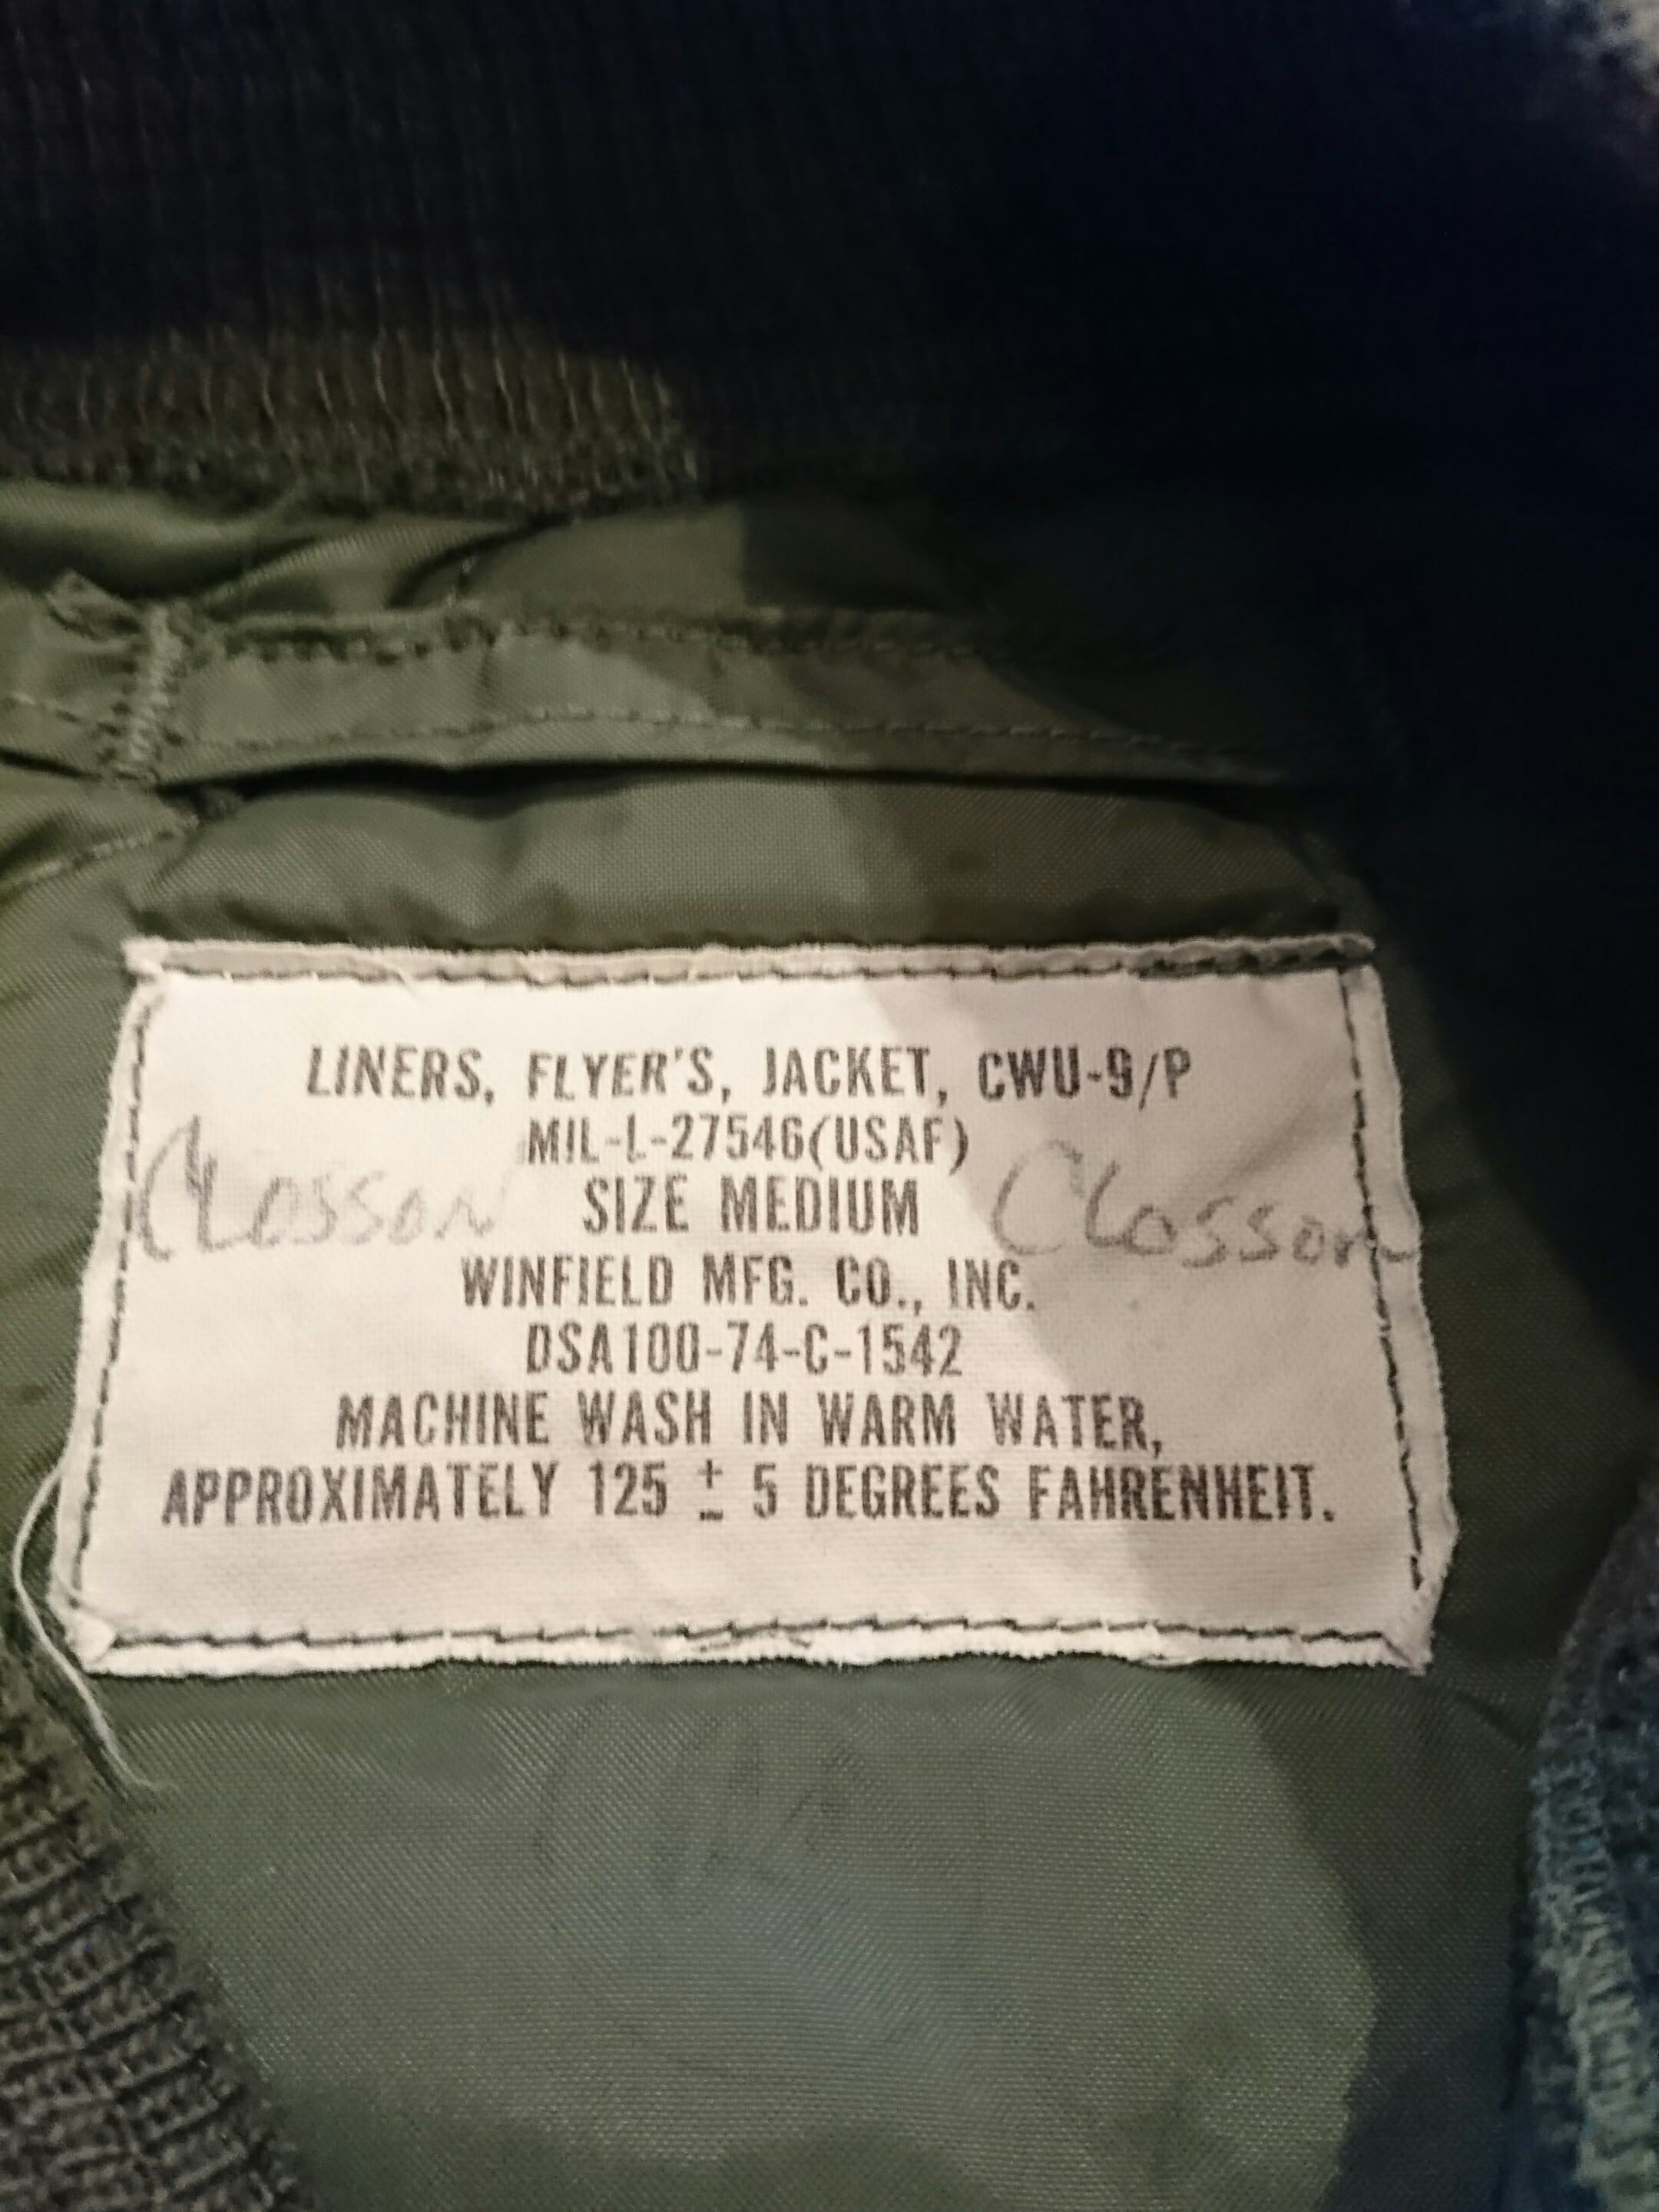 LINERS, FLYER'S, JACKET, CWU-9/P
MIL-L-27546(USAF)
Closson SIZE MEDIUM Closson
WINFIELD MFG. CO., INC.
DSA100-74-C-1542
MACHINE WASH IN WARM WATER,
APPROXIMATELY 125 ± 5 DEGREES FAHRENHEIT.